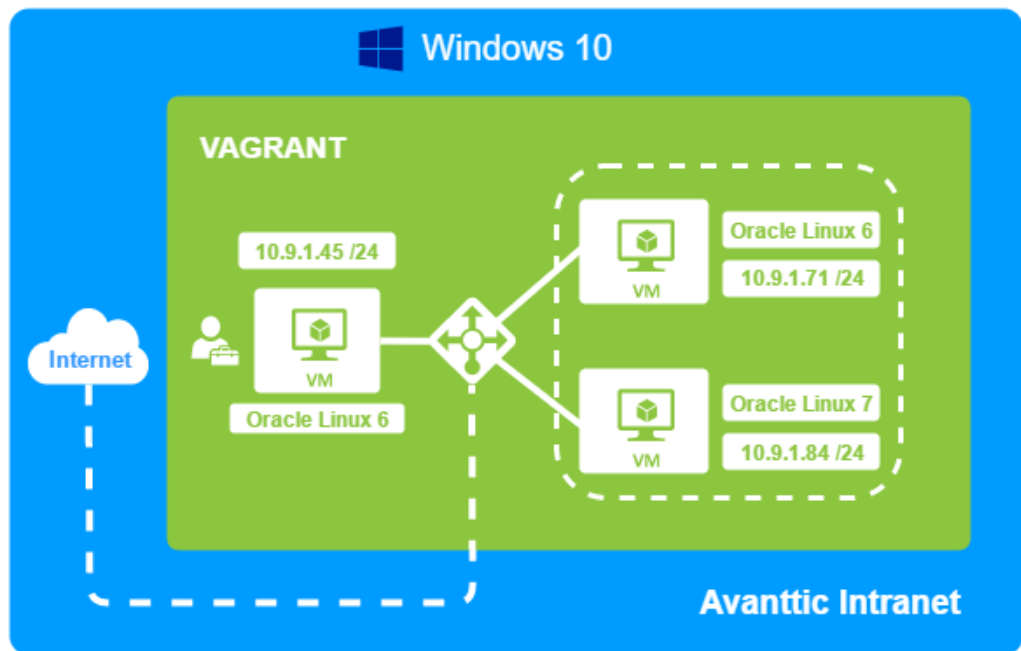 Windows 10
VAGRANT
10.9.1.45 /24
VM
Oracle Linux 6
Internet
VM
Oracle Linux 6
10.9.1.71 /24
VM
Oracle Linux 7
10.9.1.84 /24
Avanttic Intranet